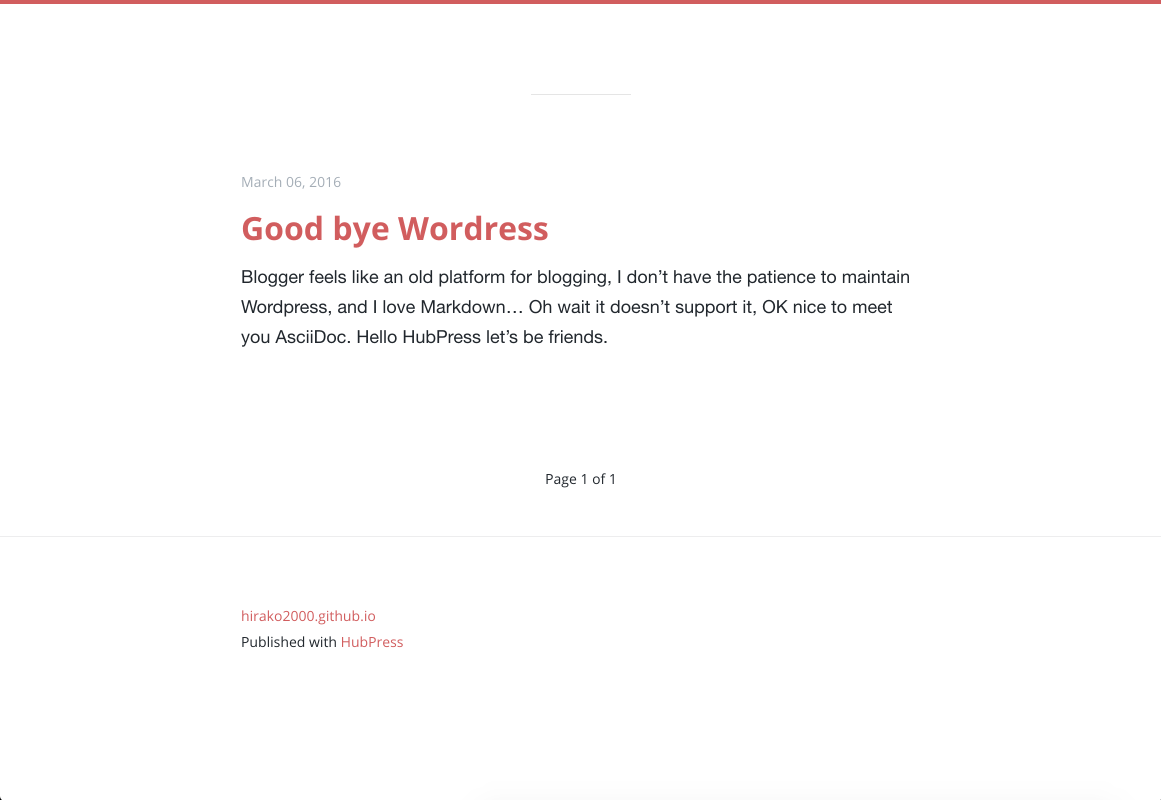 March 06, 2016
Good bye Wordress
Blogger feels like an old platform for blogging, I don’t have the patience to maintain
Wordpress, and I love Markdown… Oh wait it doesn’t support it, OK nice to meet
you AsciiDoc. Hello HubPress let’s be friends.
Page 1 of 1
hirako2000.github.io
Published with HubPress